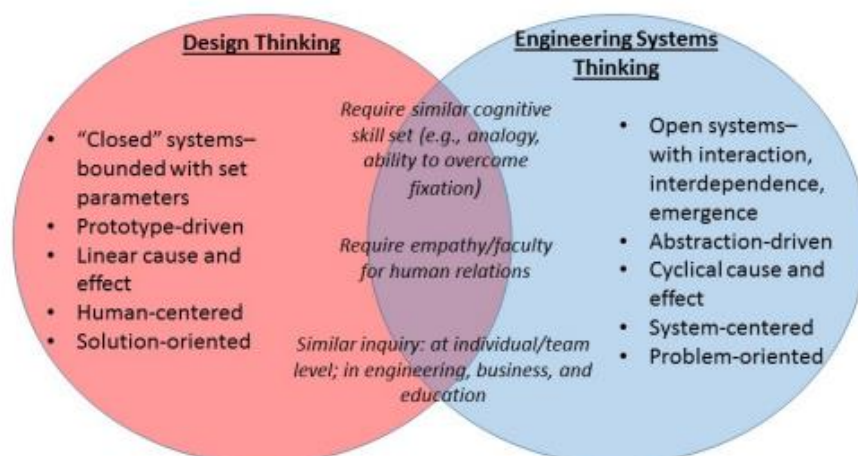 Design Thinking
• “Closed” systems–
bounded with set
parameters
• Prototype-driven
• Linear cause and
effect
• Human-centered
• Solution-oriented
Require similar cognitive
skill set (e.g., analogy,
ability to overcome
fixation)
Require empathy/faculty
for human relations
Similar inquiry: at individual/team
level; in engineering, business, and
education
Engineering Systems
Thinking
• Open systems–
with interaction,
interdependence,
emergence
• Abstraction-driven
• Cyclical cause and
effect
• System-centered
• Problem-oriented